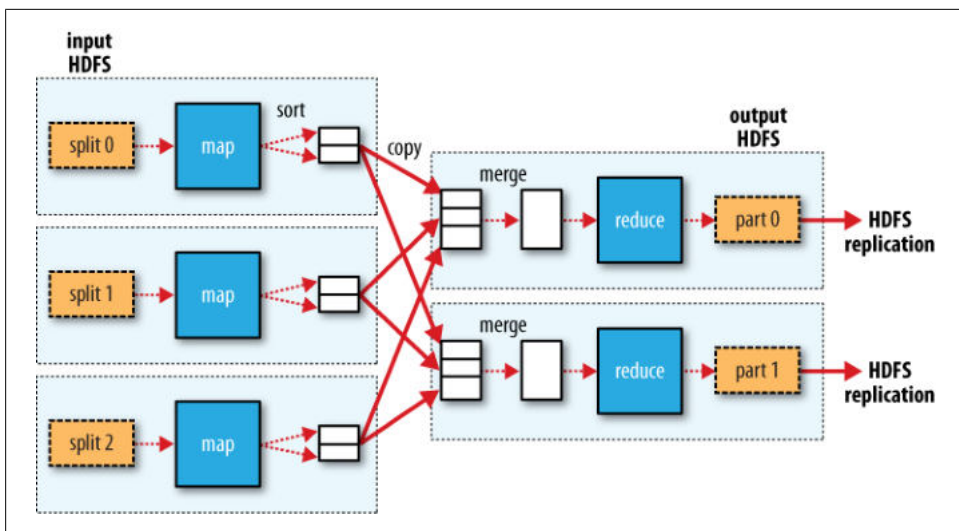 input
HDFS
split 0
map
sort
copy
split 1
map
split 2
map
output
HDFS
merge
reduce
part 0
HDFS
replication
merge
reduce
part 1
HDFS
replication